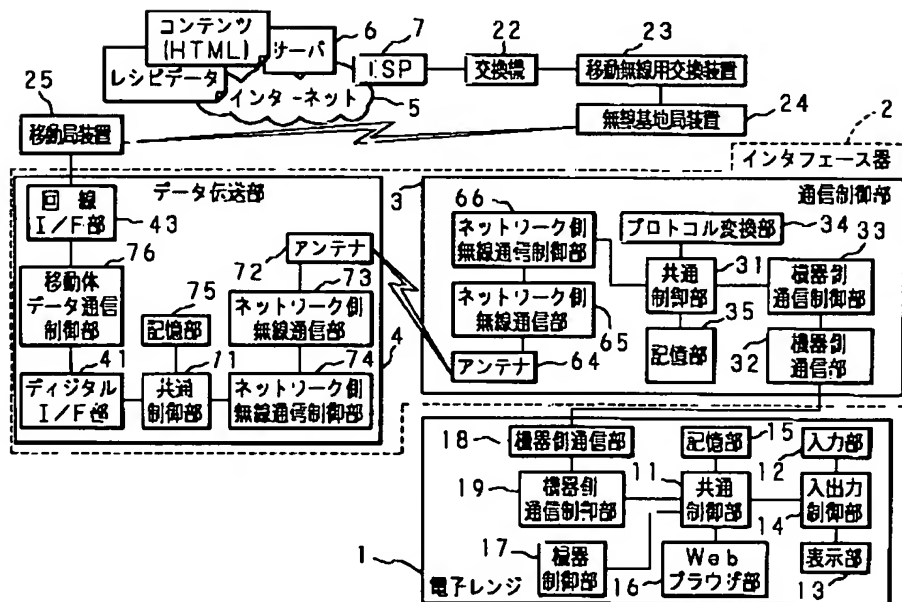 コンテンツ
(HTML)
サーバ
レシピデータ
インターネット
6
7
ISP
22
交換機
23
移動無線用交換装置
5
24
無線基地局装置
25
移動局装置
2
インタフェース器
データ伝送部
回線
I/F部
43
76
移動体
データ通信
制御部
75
記憶部
41
ディジタル
I/F部
71
共通
制御部
72
アンテナ
73
ネットワーク側
無線通信部
74
ネットワーク側
無線通信制御部
4
3
通信制御部
66
ネットワーク側
無線通信制御部
ネットワーク側
無線通信部
65
アンテナ
64
プロトコル変換部
34
共通
制御部
31
記憶部
35
33
機器側
通信制御部
32
機器側
通信部
18
機器側通信部
19
機器側
通信制御部
17
機器
制御部
15
記憶部
11
共通
制御部
16
Web
ブラウザ部
12
入力部
14
入出力
制御部
表示部
13
1
電子レンジ